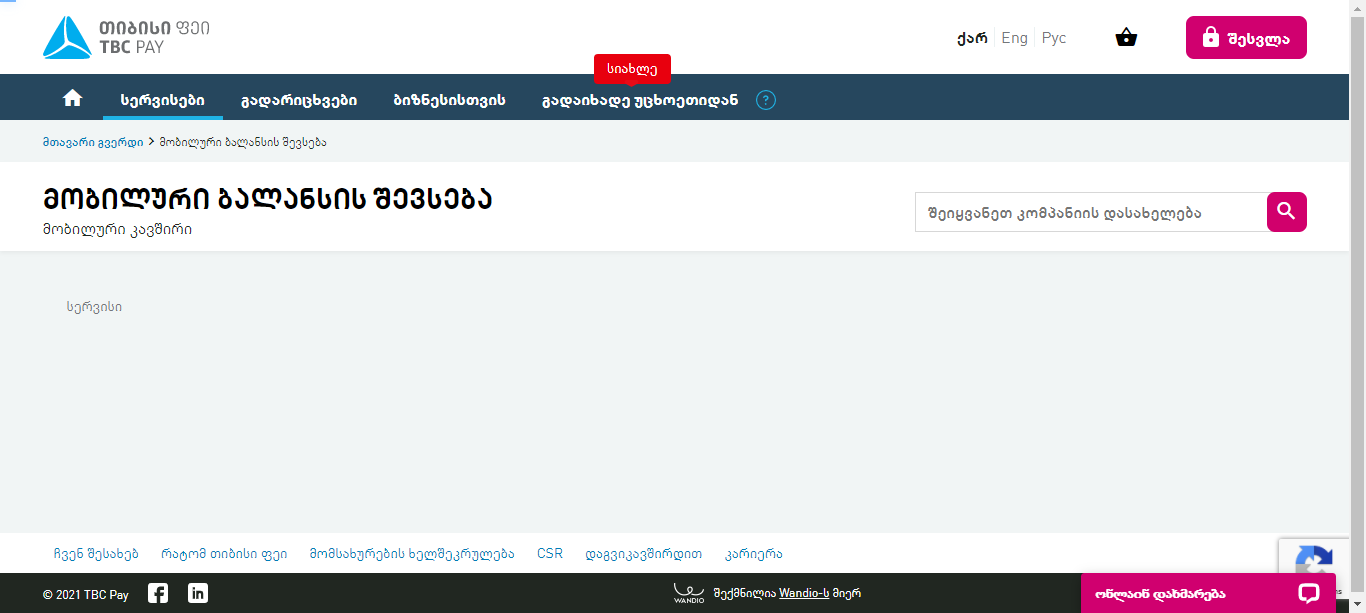 თიბისი ფეი
TBC PAY
ქარ Eng Рус
შესვლა
სიახლე
სერვისები გადარიცხვები ბიზნესისთვის გადაიხადე უცხოეთიდან ?
მთავარი გვერდი > მობილური ბალანსის შევსება
მობილური ბალანსის შევსება
მობილური კავშირი
შეიყვანეთ კომპანიის დასახელება
სერვისი
ჩვენ შესახებ რატომ თიბისი ფეი მომსახურების ხელშეკრულება CSR დაგვიკავშირდით კარიერა
© 2021 TBC Pay
WANDIO შექმნილია Wandio-ს მიერ
ონლაინ დახმარება